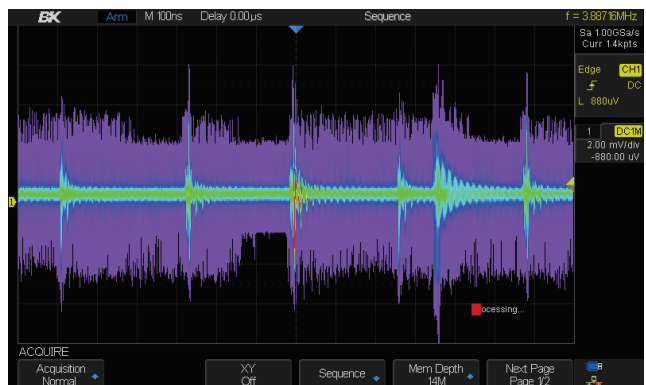 BK Arm M 100ns Delay 0.00µs Sequence f = 3.88716MHz
Sa 1.00GSa/s
Curr 1.4kpts
Edge CH1
DC
L 880uV
1 DC1M
2.00 mV/div
-880.00 uV
1
ocessing...
ACQUIRE
Acquisition XY Sequence Mem Depth Next Page
Normal Off 14M Page 1/2
B